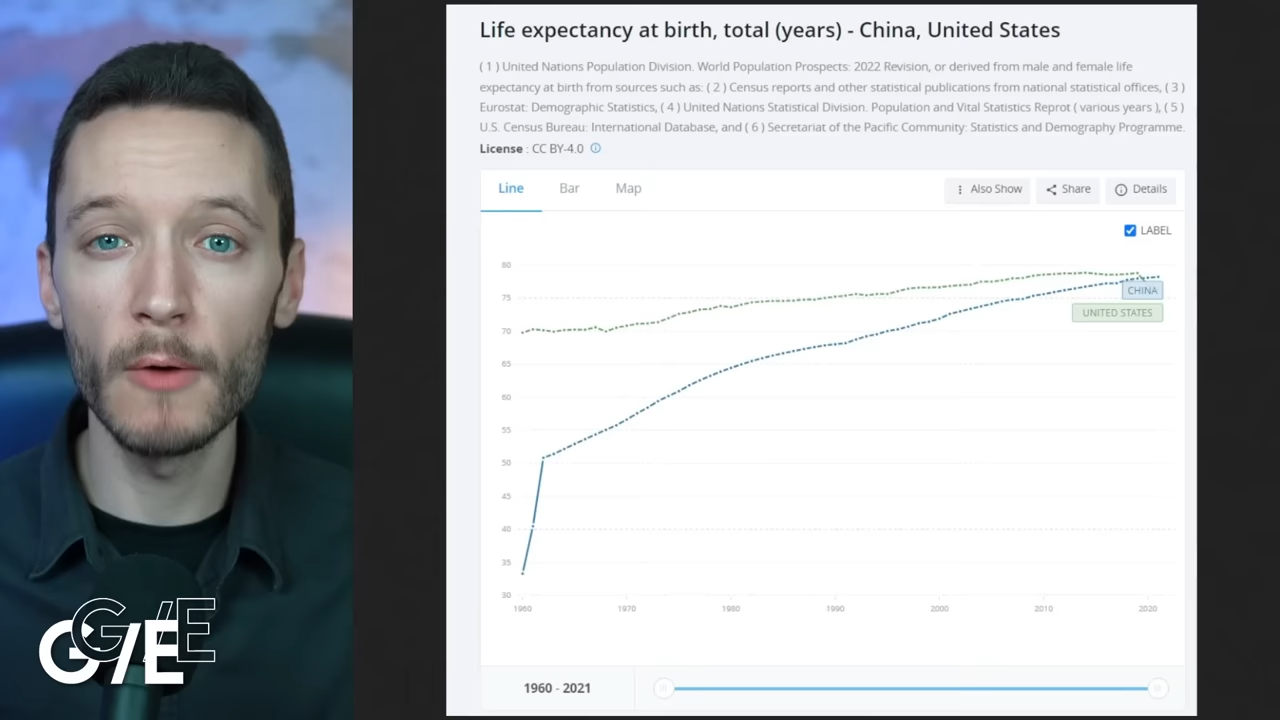 Life expectancy at birth, total (years) - China, United States
( 1 ) United Nations Population Division. World Population Prospects: 2022 Revision, or derived from male and female life
expectancy at birth from sources such as: ( 2 ) Census reports and other statistical publications from national statistical offices, ( 3 )
Eurostat: Demographic Statistics, ( 4 ) United Nations Statistical Division. Population and Vital Statistics Reprot ( various years ), ( 5 )
U.S. Census Bureau: International Database, and ( 6 ) Secretariat of the Pacific Community: Statistics and Demography Programme.
License : CC BY-4.0
Line Bar Map Also Show Share Details
LABEL
80
75
CHINA
UNITED STATES
70
65
60
55
50
45
40
35
30
1960 1970 1980 1990 2000 2010 2020
1960 - 2021
G/E
G/E